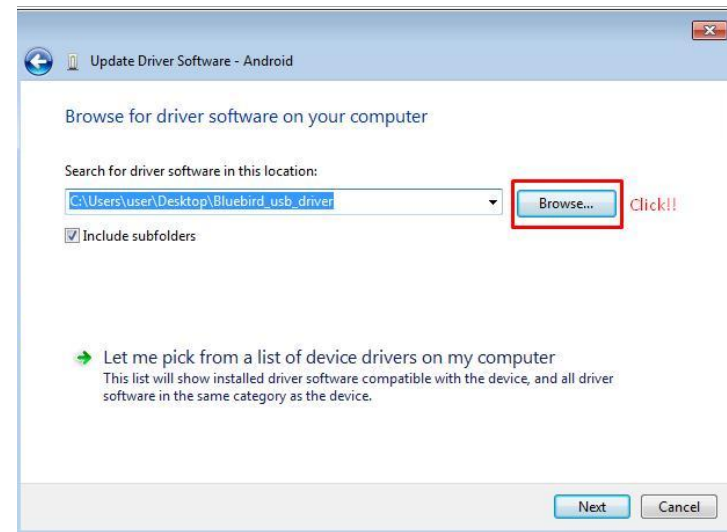 Update Driver Software - Android
Browse for driver software on your computer
Search for driver software in this location:
C:\Users\user\Desktop\Bluebird_usb_driver
Browse... Click!!
Include subfolders
Let me pick from a list of device drivers on my computer
This list will show installed driver software compatible with the device, and all driver
software in the same category as the device.
Next Cancel